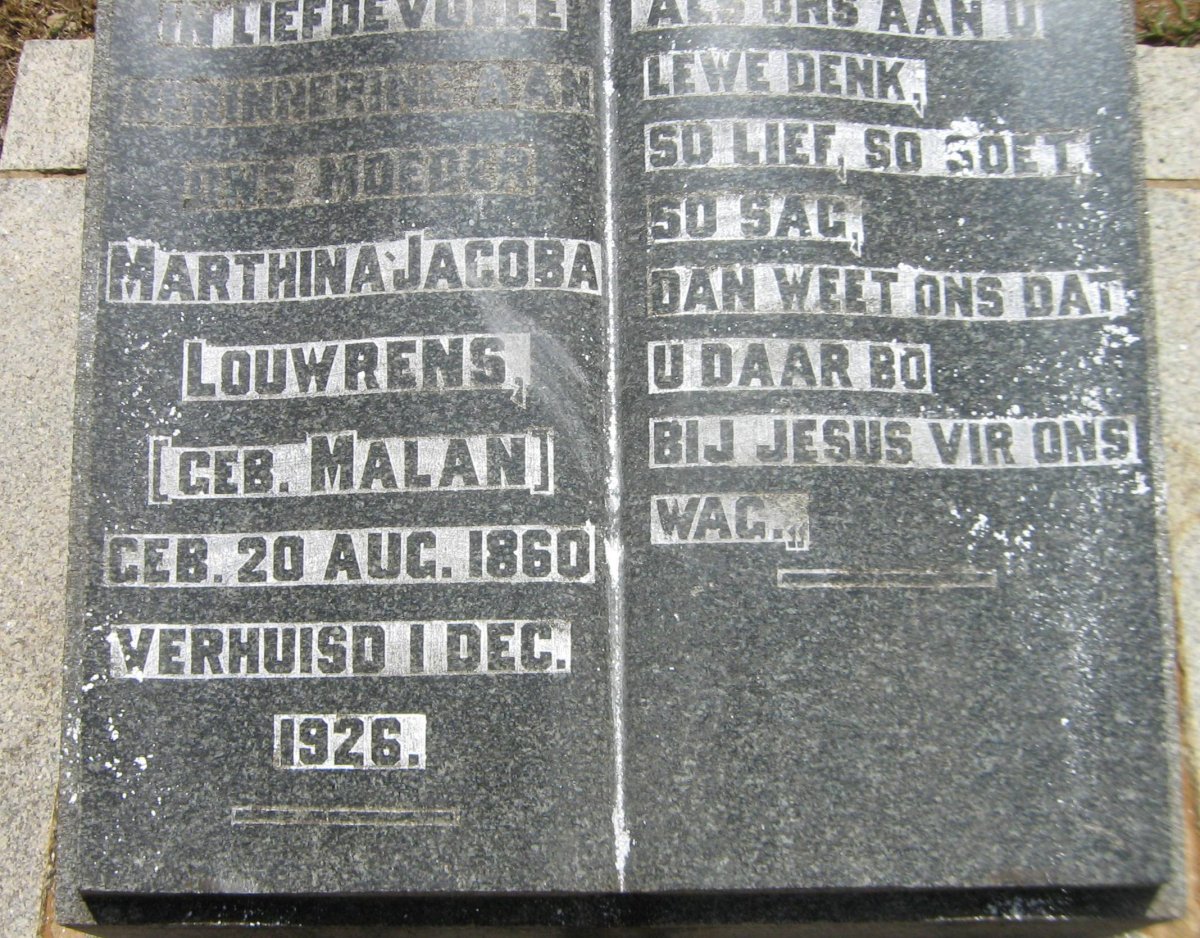 IN LIEFDEVOLLE
HERINNERING AAN
ONS MOEDER
MARTHINA JACOBA
LOUWRENS,
[GEB. MALAN]
GEB. 20 AUG. 1860
VERHUISD 1 DEC.
1926.
ALS ONS AAN U
LEWE DENK,
SO LIEF, SO SOET,
SO SAG,
DAN WEET ONS DAT
U DAAR BO
BIJ JESUS VIR ONS
WAG.„